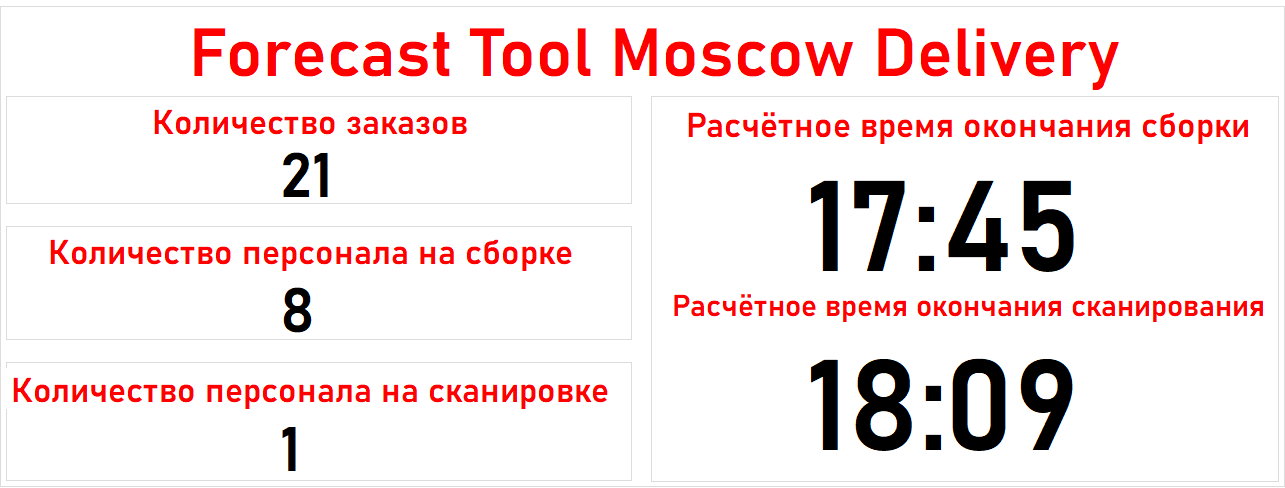 Forecast Tool Moscow Delivery
Количество заказов
21
Количество персонала на сборке
8
Количество персонала на сканировке
1
Расчётное время окончания сборки
17:45
Расчётное время окончания сканирования
18:09